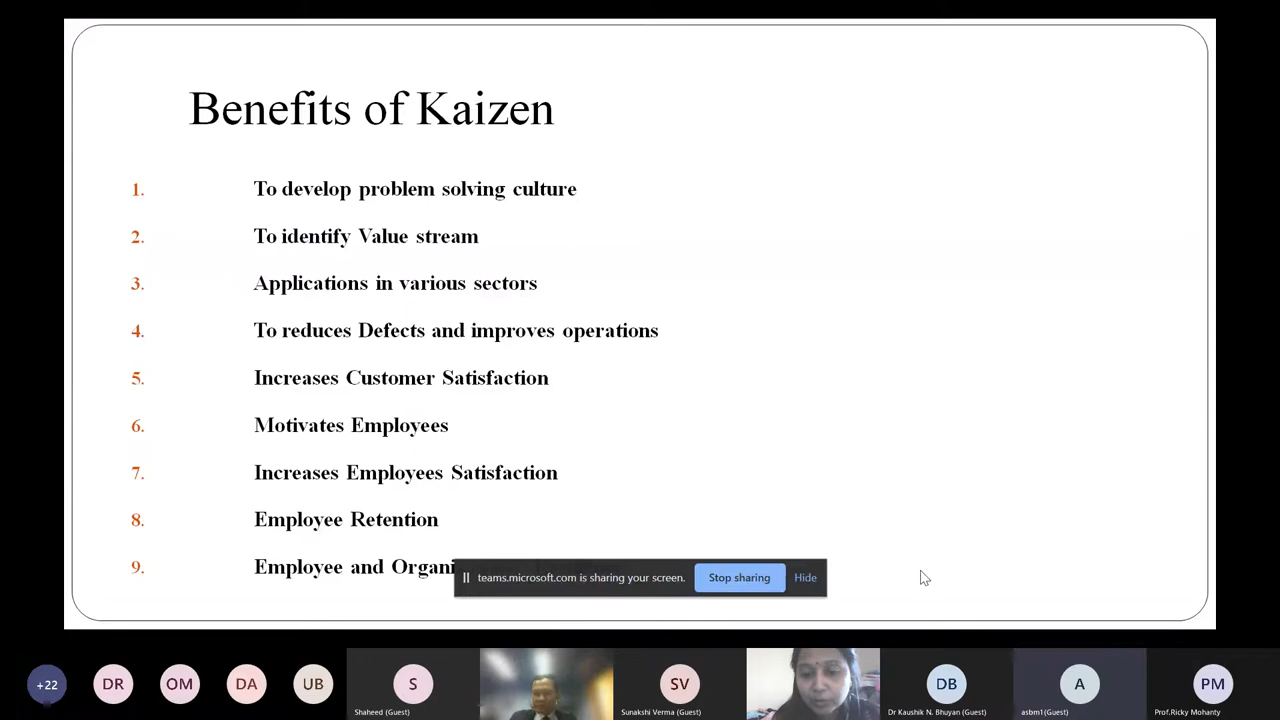 Benefits of Kaizen
1. To develop problem solving culture
2. To identify Value stream
3. Applications in various sectors
4. To reduces Defects and improves operations
5. Increases Customer Satisfaction
6. Motivates Employees
7. Increases Employees Satisfaction
8. Employee Retention
9. Employee and
teams.microsoft.com is sharing your screen. Stop sharing Hide
+22 DR OM DA UB S SV DB A PM
Shaheed (Guest) Sunakshi Verma (Guest) Dr Kaushik N. Bhuyan (Guest) asbm1(Guest) Prof.Ricky Mohanty